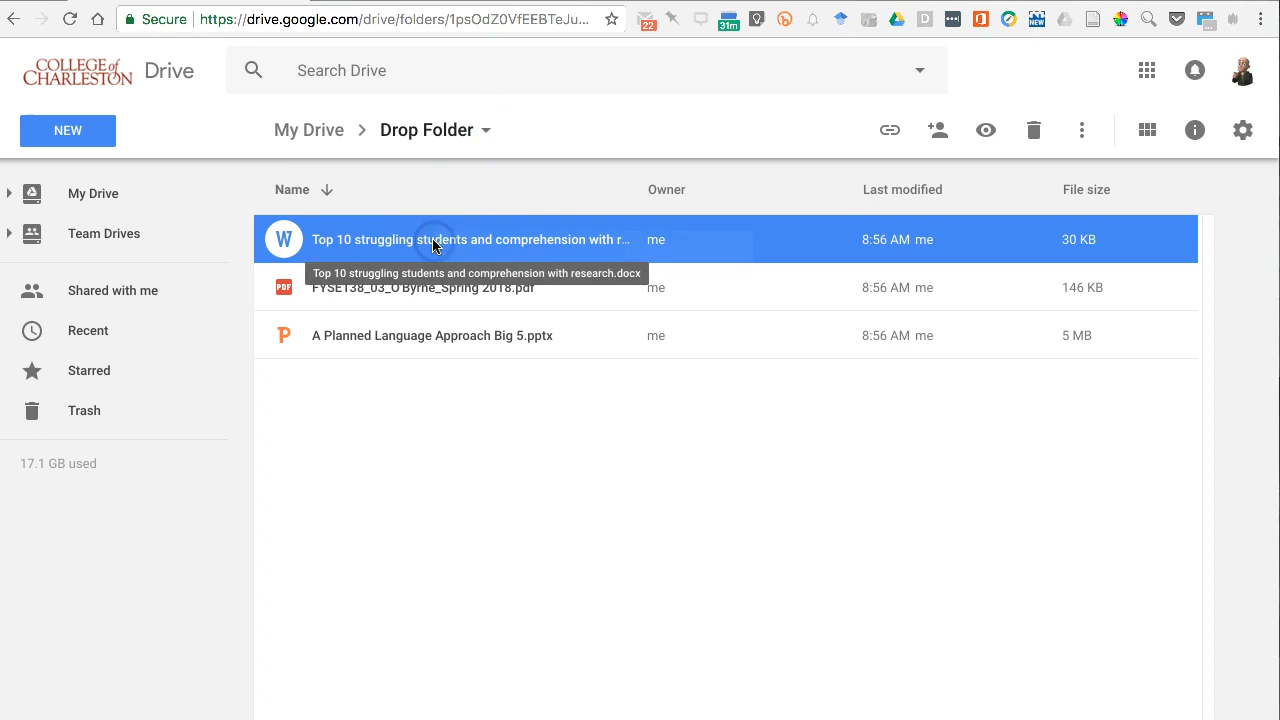 Secure https://drive.google.com/drive/folders/1psOdZ0VfEEBTeJu...
22
31m
D
NEW
A
COLLEGE of
CHARLESTON
Drive
Search Drive
NEW
My Drive
Drop Folder
My Drive
Team Drives
Shared with me
Recent
Starred
Trash
17.1 GB used
Name Owner Last modified File size
W Top 10 struggling students and comprehension with r... me 8:56 AM me 30 KB
Top 10 struggling students and comprehension with research.docx
PDF FYSE138_03_O'Byrne_Spring 2018.pdf me 8:56 AM me 146 KB
P A Planned Language Approach Big 5.pptx me 8:56 AM me 5 MB